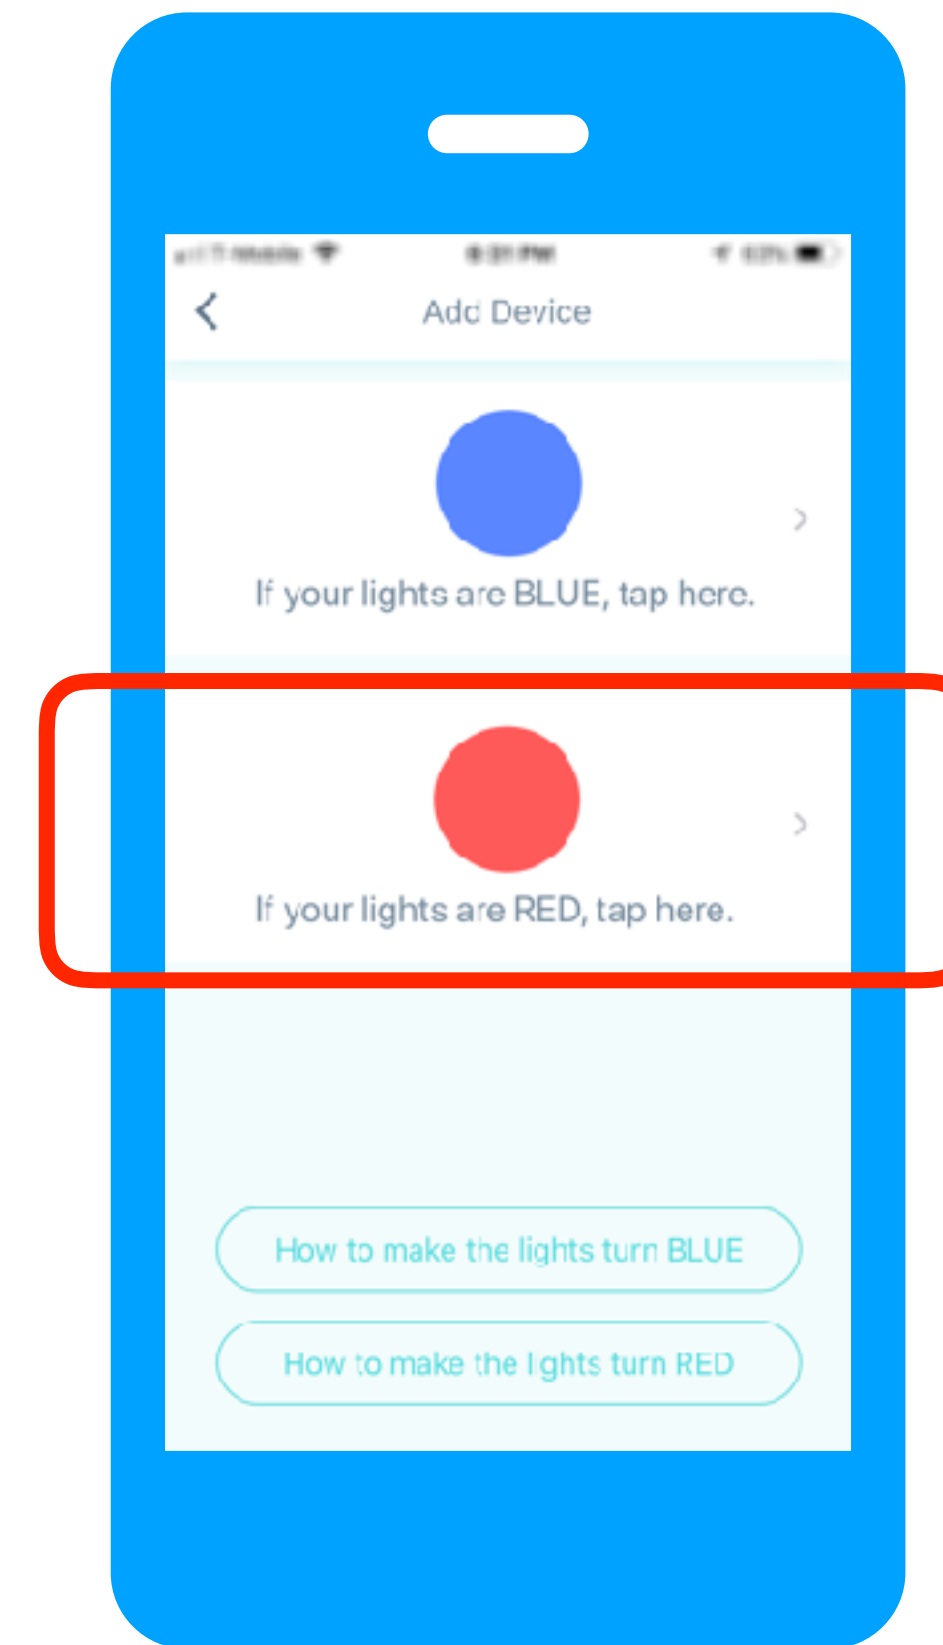 Add Device
If your lights are BLUE, tap here.
If your lights are RED, tap here.
How to make the lights turn BLUE
How to make the lights turn RED